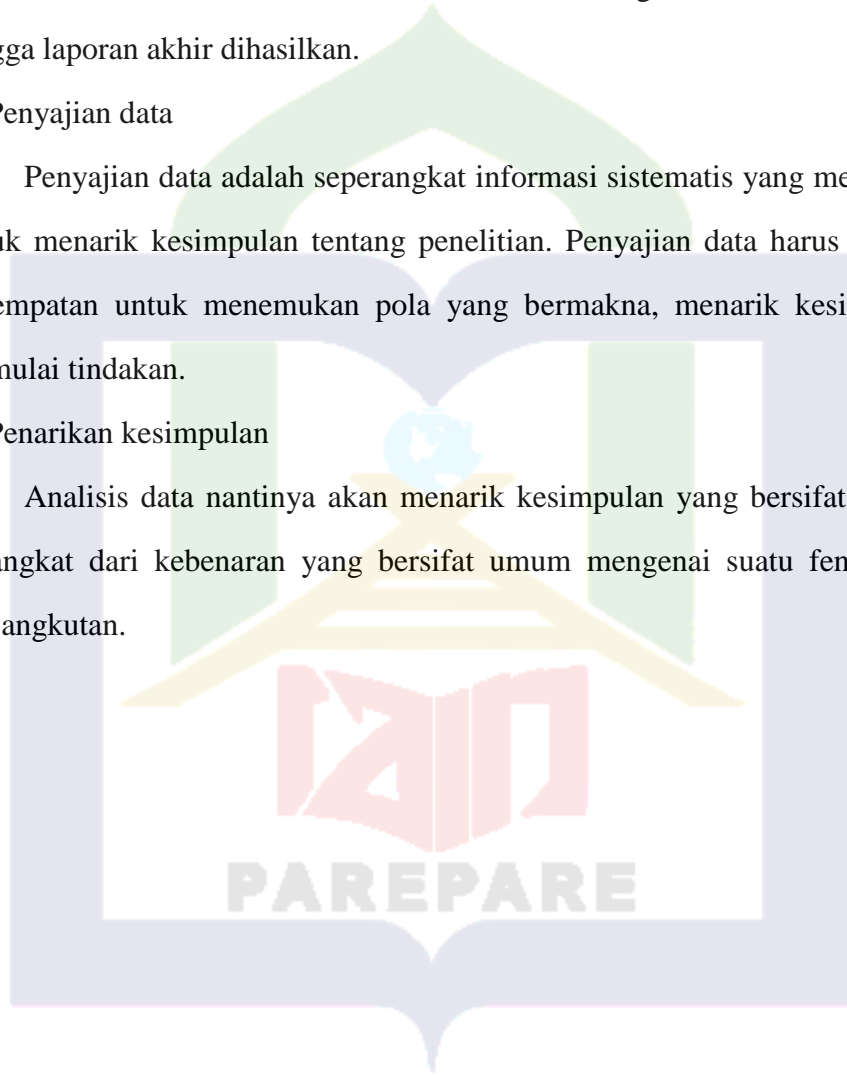 gga laporan akhir dihasilkan.
Penyajian data
Penyajian data adalah seperangkat informasi sistematis yang me
uk menarik kesimpulan tentang penelitian. Penyajian data harus
empatan untuk menemukan pola yang bermakna, menarik kesi
mulai tindakan.
Penarikan kesimpulan
Analisis data nantinya akan menarik kesimpulan yang bersifat
angkat dari kebenaran yang bersifat umum mengenai suatu fen
angkutan.
iain
PAREPARE